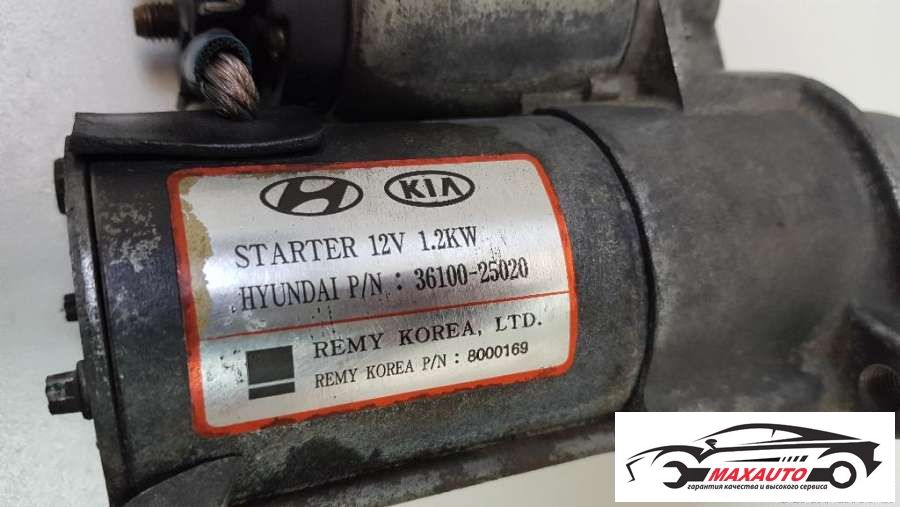 KIA
STARTER 12V 1.2KW
HYUNDAI P/N : 36100-25020
REMY KOREA, LTD.
REMY KOREA P/N : 8000169
MAXAUTO
гарантия качества и высокого сервиса